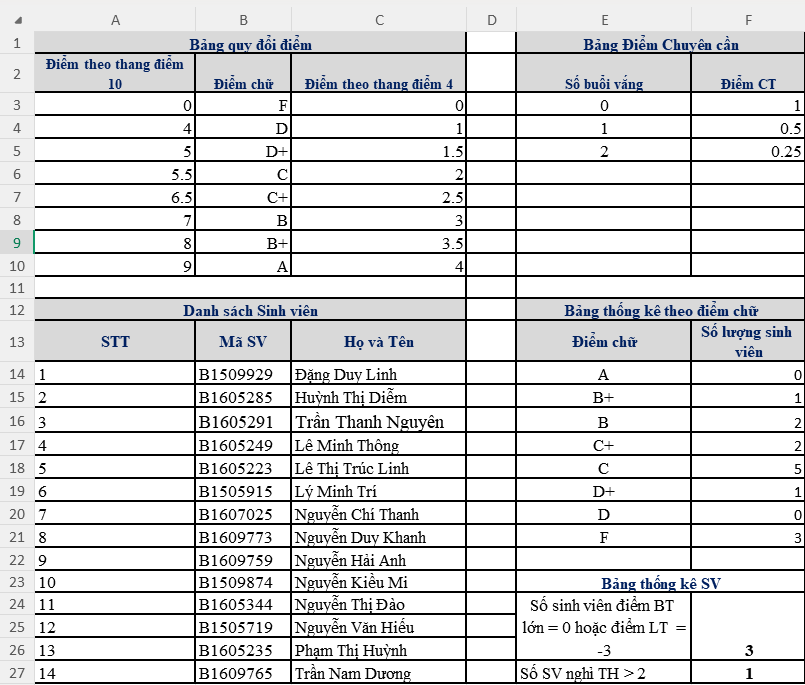 A B C D E F
1 Bảng quy đổi điểm Bảng Điểm Chuyên cần
2 Điểm theo thang điểm
10 Điểm chữ Điểm theo thang điểm 4 Số buổi vắng Điểm CT
3 0 F 0 0 1
4 4 D 1 1 0.5
5 5 D+ 1.5 2 0.25
6 5.5 C 2
7 6.5 C+ 2.5
8 7 B 3
9 8 B+ 3.5
10 9 A 4
11
12 Danh sách Sinh viên Bảng thống kê theo điểm chữ
13 STT Mã SV Họ và Tên Điểm chữ Số lượng sinh
viên
14 1 B1509929 Đặng Duy Linh A 0
15 2 B1605285 Huỳnh Thị Diễm B+ 1
16 3 B1605291 Trần Thanh Nguyên B 2
17 4 B1605249 Lê Minh Thông C+ 2
18 5 B1605223 Lê Thị Trúc Linh C 5
19 6 B1505915 Lý Minh Trí D+ 1
20 7 B1607025 Nguyễn Chí Thanh D 0
21 8 B1609773 Nguyễn Duy Khanh F 3
22 9 B1609759 Nguyễn Hải Anh
23 10 B1509874 Nguyễn Kiều Mi Bảng thống kê SV
24 11 B1605344 Nguyễn Thị Đào Số sinh viên điểm BT
25 12 B1505719 Nguyễn Văn Hiếu lớn = 0 hoặc điểm LT =
26 13 B1605235 Phạm Thị Huỳnh -3 3
27 14 B1609765 Trần Nam Dương Số SV nghỉ TH > 2 1